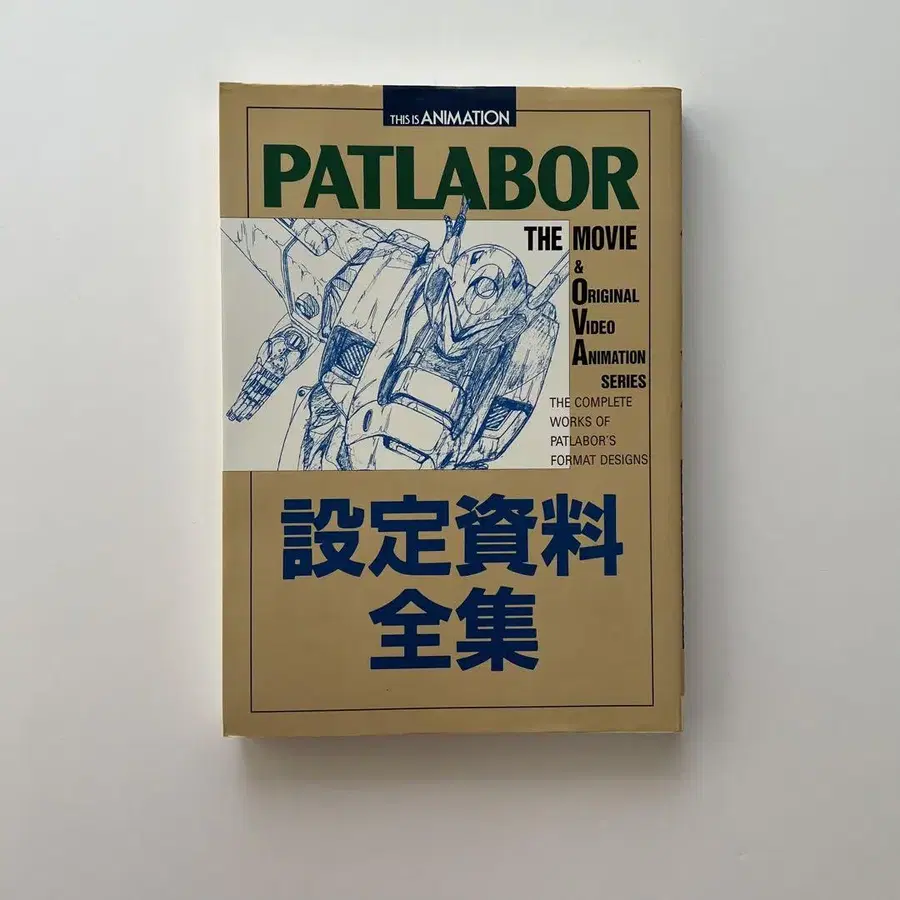 THIS IS ANIMATION
PATLABOR
THE MOVIE
&
ORIGINAL
VIDEO
ANIMATION
SERIES
THE COMPLETE
WORKS OF
PATLABOR'S
FORMAT DESIGNS
設定資料
全集